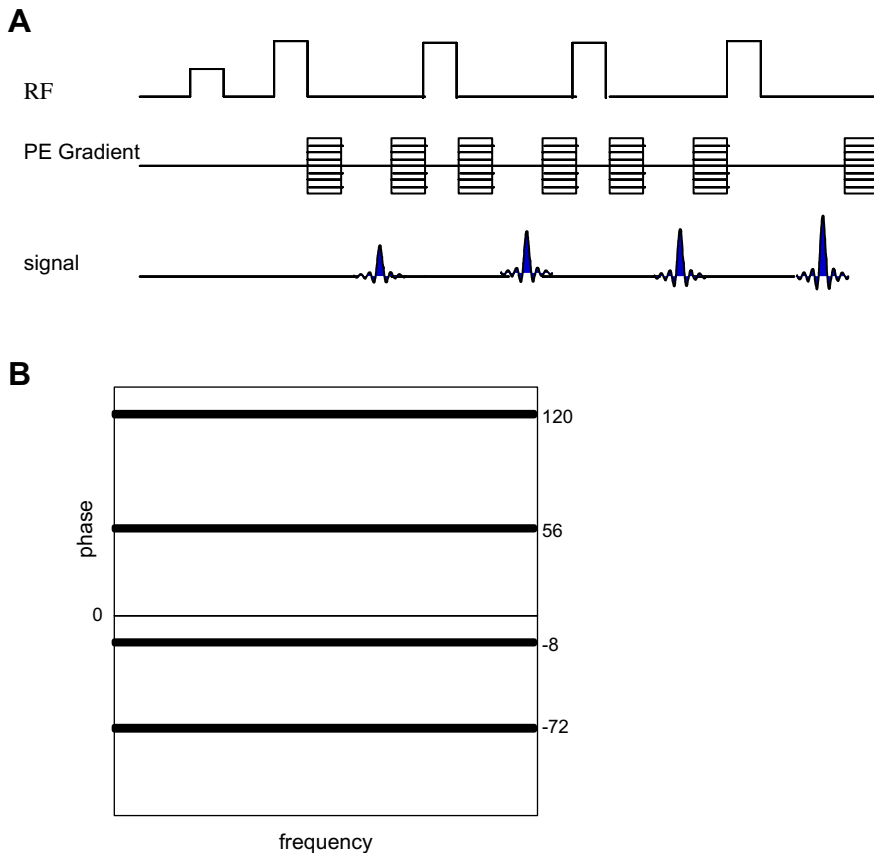 A
RF
PE Gradient
signal
B
120
56
phase
0
-8
-72
frequency